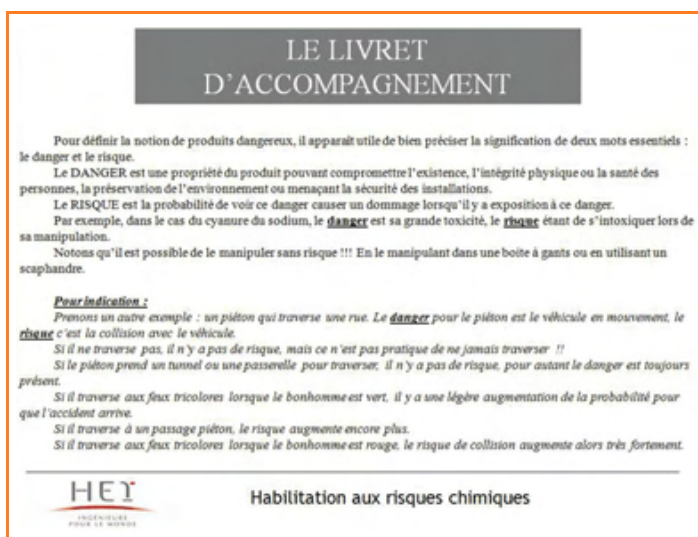 LE LIVRET
D'ACCOMPAGNEMENT
Pour définir la notion de produits dangereux, il apparaît utile de bien préciser la signification de deux mots essentiels :
le danger et le risque.
Le DANGER est une propriété du produit pouvant compromettre l'existence, l'intégrité physique ou la santé des
personnes, la préservation de l'environnement ou menaçant la sécurité des installations.
Le RISQUE est la probabilité de voir ce danger causer un dommage lorsqu'il y a exposition à ce danger.
Par exemple, dans le cas du cyanure du sodium, le danger est sa grande toxicité, le risque étant de s'intoxiquer lors de
sa manipulation.
Notons qu'il est possible de le manipuler sans risque !!! En le manipulant dans une boite à gants ou en utilisant un
scaphandre.
Pour indication :
Prenons un autre exemple : un piéton qui traverse une rue. Le danger pour le piéton est le véhicule en mouvement, le
risque c'est la collision avec le véhicule.
Si il ne traverse pas, il n'y a pas de risque, mais ce n'est pas pratique de ne jamais traverser !!
Si le piéton prend un tunnel ou une passerelle pour traverser, il n'y a pas de risque, pour autant le danger est toujours
présent.
Si il traverse aux feux tricolores lorsque le bonhomme est vert, il y a une légère augmentation de la probabilité pour
que l'accident arrive.
Si il traverse à un passage piéton, le risque augmente encore plus.
Si il traverse aux feux tricolores lorsque le bonhomme est rouge, le risque de collision augmente alors très fortement.
HEI
INGÉNIEURS
POUR LE MONDE
Habilitation aux risques chimiques